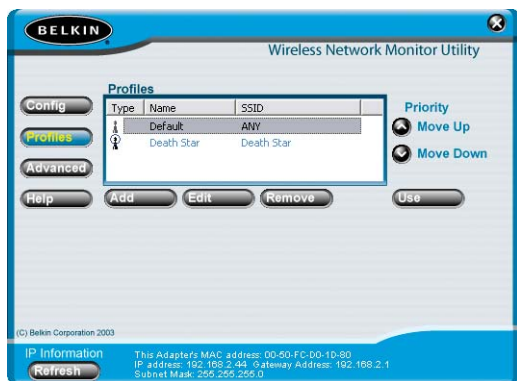 BELKIN
Wireless Network Monitor Utility
Profiles
Config
Profiles
Advanced
Help
Type Name SSID
Default ANY
Death Star Death Star
Priority
Move Up
Move Down
Add Edit Remove Use
(C) Belkin Corporation 2003
IP Information
Refresh
This Adapter's MAC address: 00-50-FC-D0-1D-80
IP address: 192.168.2.44 Gateway Address: 192.168.2.1
Subnet Mask: 255.255.255.0